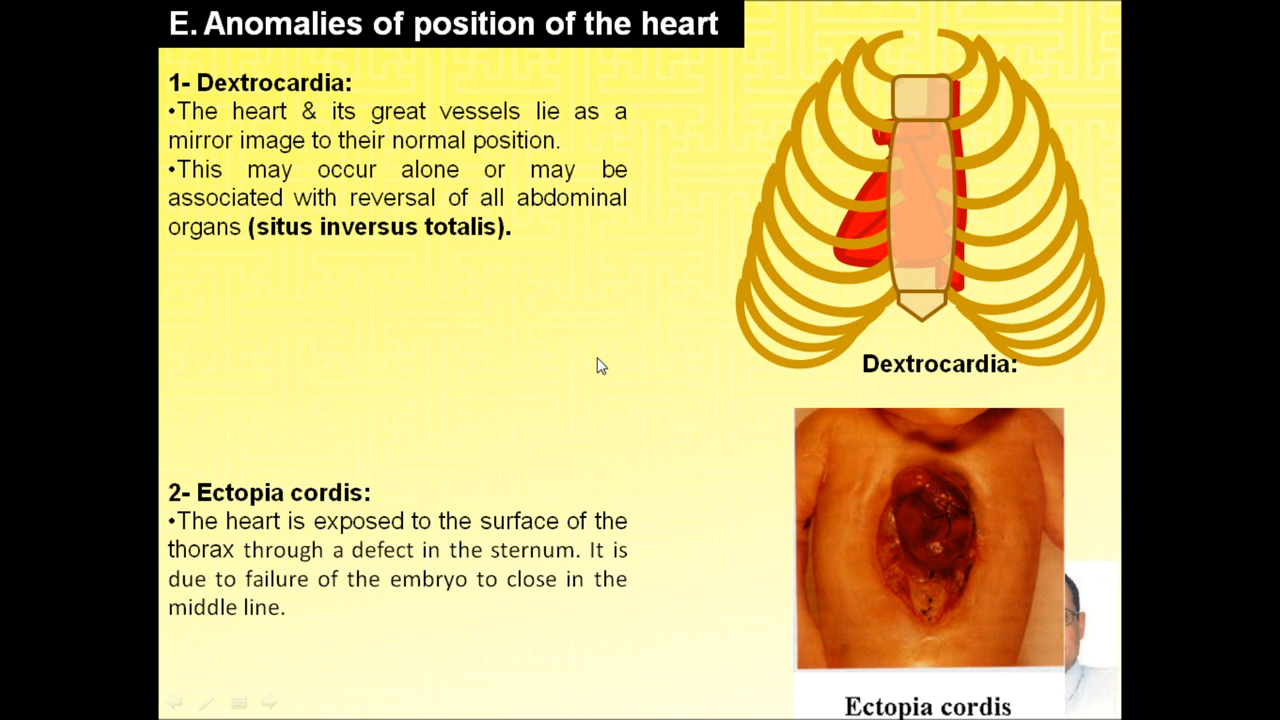 E. Anomalies of position of the heart
1- Dextrocardia:
•The heart & its great vessels lie as a
mirror image to their normal position.
•This may occur alone or may be
associated with reversal of all abdominal
organs (situs inversus totalis).
Dextrocardia:
2- Ectopia cordis:
•The heart is exposed to the surface of the
thorax through a defect in the sternum. It is
due to failure of the embryo to close in the
middle line.
Ectopia cordis